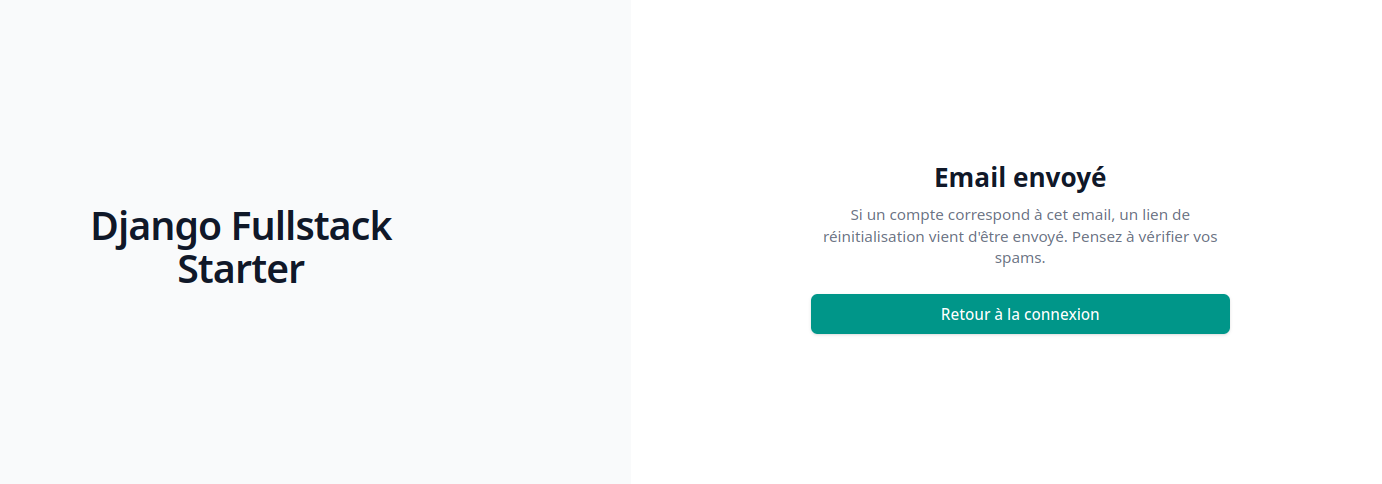 Django Fullstack
Starter
Email envoyé
Si un compte correspond à cet email, un lien de
réinitialisation vient d'être envoyé. Pensez à vérifier vos
spams.
Retour à la connexion